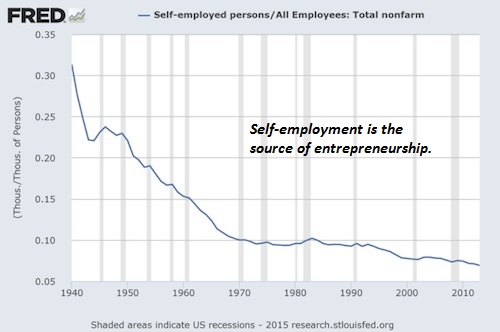 FRED
— Self-employed persons/All Employees: Total nonfarm
0.35
0.30
0.25
0.20
0.15
0.10
0.05
(Thous./Thous. of Persons)
Self-employment is the
source of entrepreneurship.
1940 1950 1960 1970 1980 1990 2000 2010
Shaded areas indicate US recessions - 2015 research.stlouisfed.org